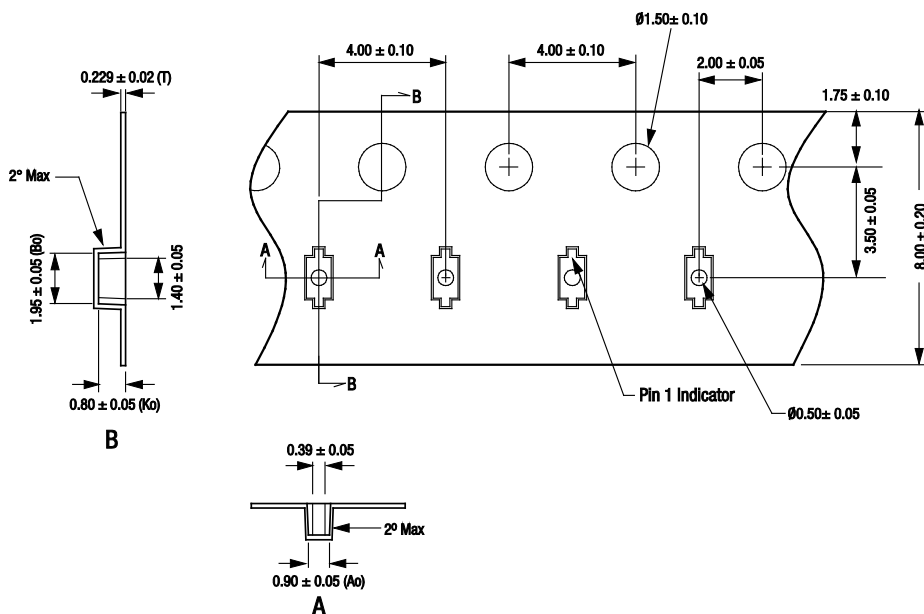 Ø1.50± 0.10
4.00 ± 0.10
4.00 ± 0.10
2.00 ± 0.05
0.229 ± 0.02 (T)
B
1.75 ± 0.10
2° Max
3.50 ± 0.05
8.00 ± 0.20
A
A
1.95 ± 0.05 (Bo)
1.40 ± 0.05
B
Pin 1 Indicator
0.80 ± 0.05 (Ko)
Ø0.50± 0.05
B
0.39 ± 0.05
2º Max
0.90 ± 0.05 (Ao)
A